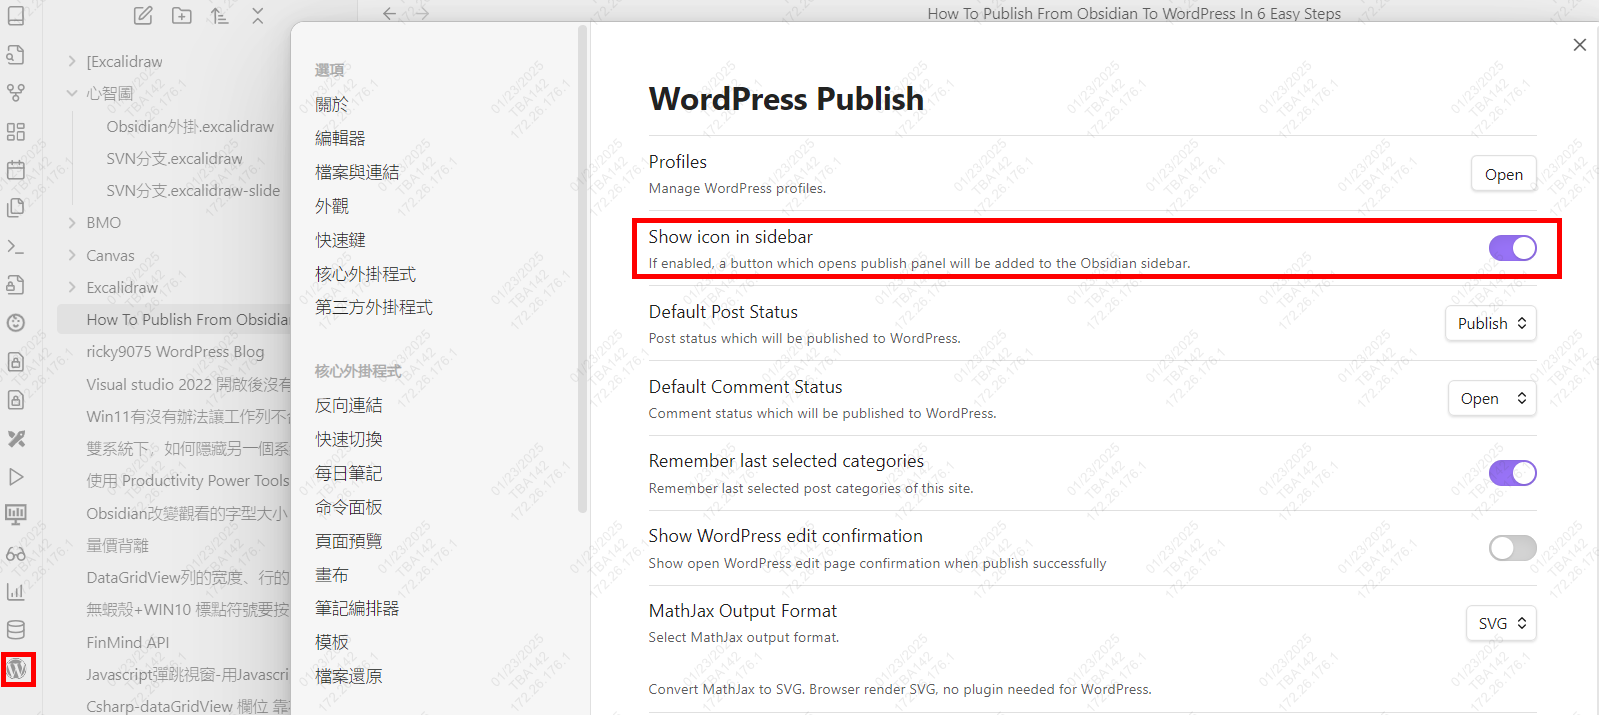 How To Publish From Obsidian To WordPress In 6 Easy Steps
[Excalidraw
心智圖
Obsidian外掛.excalidraw
SVN分支.excalidraw
SVN分支.excalidraw-slide
BMO
Canvas
Excalidraw
How To Publish From Obsidia
ricky9075 WordPress Blog
Visual studio 2022 開啟後沒有
Win11有沒有辦法讓工作列不
雙系統下，如何隱藏另一個系
使用 Productivity Power Tools
Obsidian改變觀看的字型大小
量價背離
DataGridView列的宽度、行的
無蝦殼+WIN10 標點符號要按
FinMind API
Javascript彈跳視窗-用Javascri
Csharp-dataGridView 欄位 靠
選項
關於
編輯器
檔案與連結
外觀
快速鍵
核心外掛程式
第三方外掛程式
核心外掛程式
反向連結
快速切換
每日筆記
命令面板
頁面預覽
畫布
筆記編排器
模板
檔案還原
WordPress Publish
Profiles
Manage WordPress profiles.
Open
Show icon in sidebar
If enabled, a button which opens publish panel will be added to the Obsidian sidebar.
Default Post Status
Post status which will be published to WordPress.
Publish
Default Comment Status
Comment status which will be published to WordPress.
Open
Remember last selected categories
Remember last selected post categories of this site.
Show WordPress edit confirmation
Show open WordPress edit page confirmation when publish successfully
MathJax Output Format
Select MathJax output format.
SVG
Convert MathJax to SVG. Browser render SVG, no plugin needed for WordPress.
01/23/2025
TBA142
172.26.176.1